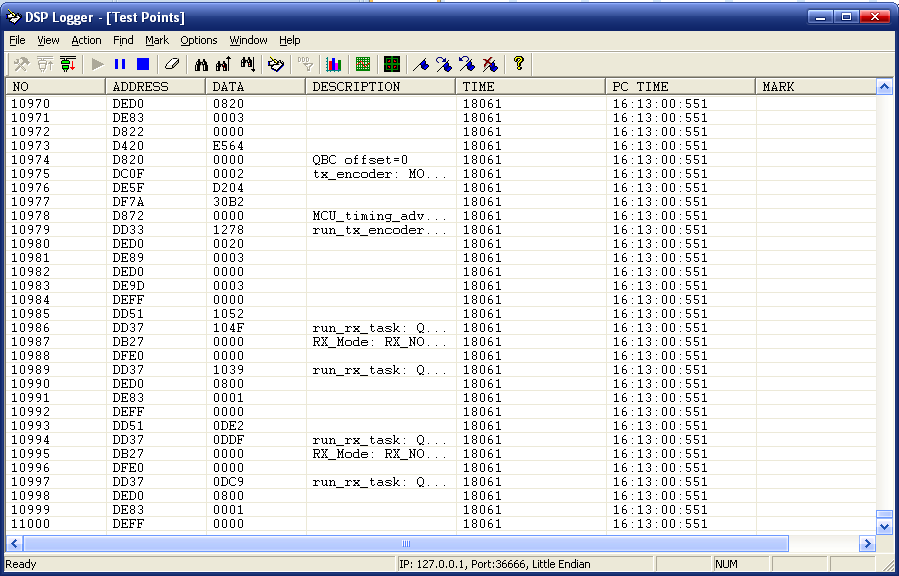 DSP Logger - [Test Points]
File View Action Find Mark Options Window Help
NO ADDRESS DATA DESCRIPTION TIME PC TIME MARK
10970 DED0 0820 18061 16:13:00:551
10971 DE83 0003 18061 16:13:00:551
10972 D822 0000 18061 16:13:00:551
10973 D420 E564 18061 16:13:00:551
10974 D820 0000 QBC offset=0 18061 16:13:00:551
10975 DC0F 0002 tx_encoder: MO... 18061 16:13:00:551
10976 DE5F D204 18061 16:13:00:551
10977 DF7A 30B2 18061 16:13:00:551
10978 D872 0000 MCU_timing_adv... 18061 16:13:00:551
10979 DD33 1278 run_tx_encoder... 18061 16:13:00:551
10980 DED0 0020 18061 16:13:00:551
10981 DE89 0003 18061 16:13:00:551
10982 DED0 0000 18061 16:13:00:551
10983 DE9D 0003 18061 16:13:00:551
10984 DEFF 0000 18061 16:13:00:551
10985 DD51 1052 18061 16:13:00:551
10986 DD37 104F run_rx_task: Q... 18061 16:13:00:551
10987 DB27 0000 RX_Mode: RX_NO... 18061 16:13:00:551
10988 DFE0 0000 18061 16:13:00:551
10989 DD37 1039 run_rx_task: Q... 18061 16:13:00:551
10990 DED0 0800 18061 16:13:00:551
10991 DE83 0001 18061 16:13:00:551
10992 DEFF 0000 18061 16:13:00:551
10993 DD51 0DE2 18061 16:13:00:551
10994 DD37 0DDF run_rx_task: Q... 18061 16:13:00:551
10995 DB27 0000 RX_Mode: RX_NO... 18061 16:13:00:551
10996 DFE0 0000 18061 16:13:00:551
10997 DD37 0DC9 run_rx_task: Q... 18061 16:13:00:551
10998 DED0 0800 18061 16:13:00:551
10999 DE83 0001 18061 16:13:00:551
11000 DEFF 0000 18061 16:13:00:551
Ready IP: 127.0.0.1, Port:36666, Little Endian NUM